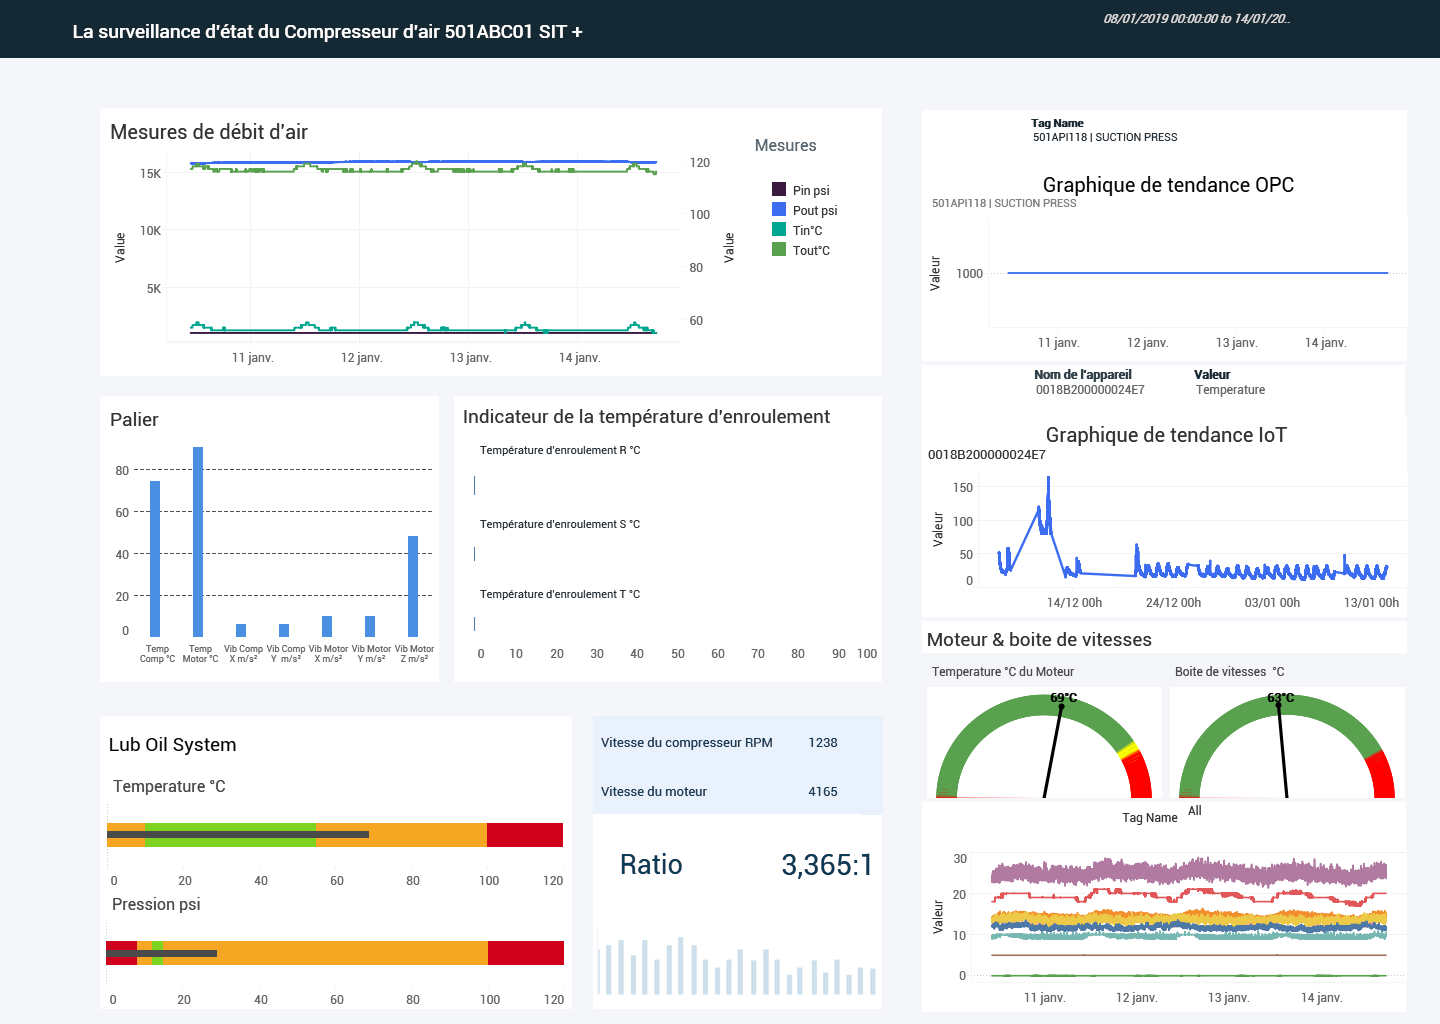 La surveillance d'état du Compresseur d'air 501ABC01 SIT +
08/01/2019 00:00:00 to 14/01/20..
Mesures de débit d'air
15K
10K
5K
Value
120
100
80
60
Value
11 janv.
12 janv.
13 janv.
14 janv.
Mesures
Pin psi
Pout psi
Tin°C
Tout°C
Tag Name
501API118 | SUCTION PRESS
Graphique de tendance OPC
501API118 | SUCTION PRESS
Valeur
1000
11 janv.
12 janv.
13 janv.
14 janv.
Palier
80
60
40
20
0
Temp Comp °C
Temp Motor °C
Vib Comp X m/s²
Vib Comp Y m/s²
Vib Motor X m/s²
Vib Motor Y m/s²
Vib Motor Z m/s²
Indicateur de la température d'enroulement
Température d'enroulement R °C
Température d'enroulement S °C
Température d'enroulement T °C
0 10 20 30 40 50 60 70 80 90 100
Nom de l'appareil
0018B200000024E7
Valeur
Temperature
Graphique de tendance IoT
0018B200000024E7
Valeur
150
100
50
0
14/12 00h
24/12 00h
03/01 00h
13/01 00h
Moteur & boite de vitesses
Temperature °C du Moteur
69°C
Boite de vitesses °C
63°C
Lub Oil System
Temperature °C
0 20 40 60 80 100 120
Pression psi
0 20 40 60 80 100 120
Vitesse du compresseur RPM 1238
Vitesse du moteur 4165
Ratio 3,365:1
Tag Name All
Valeur
30
20
10
0
11 janv.
12 janv.
13 janv.
14 janv.